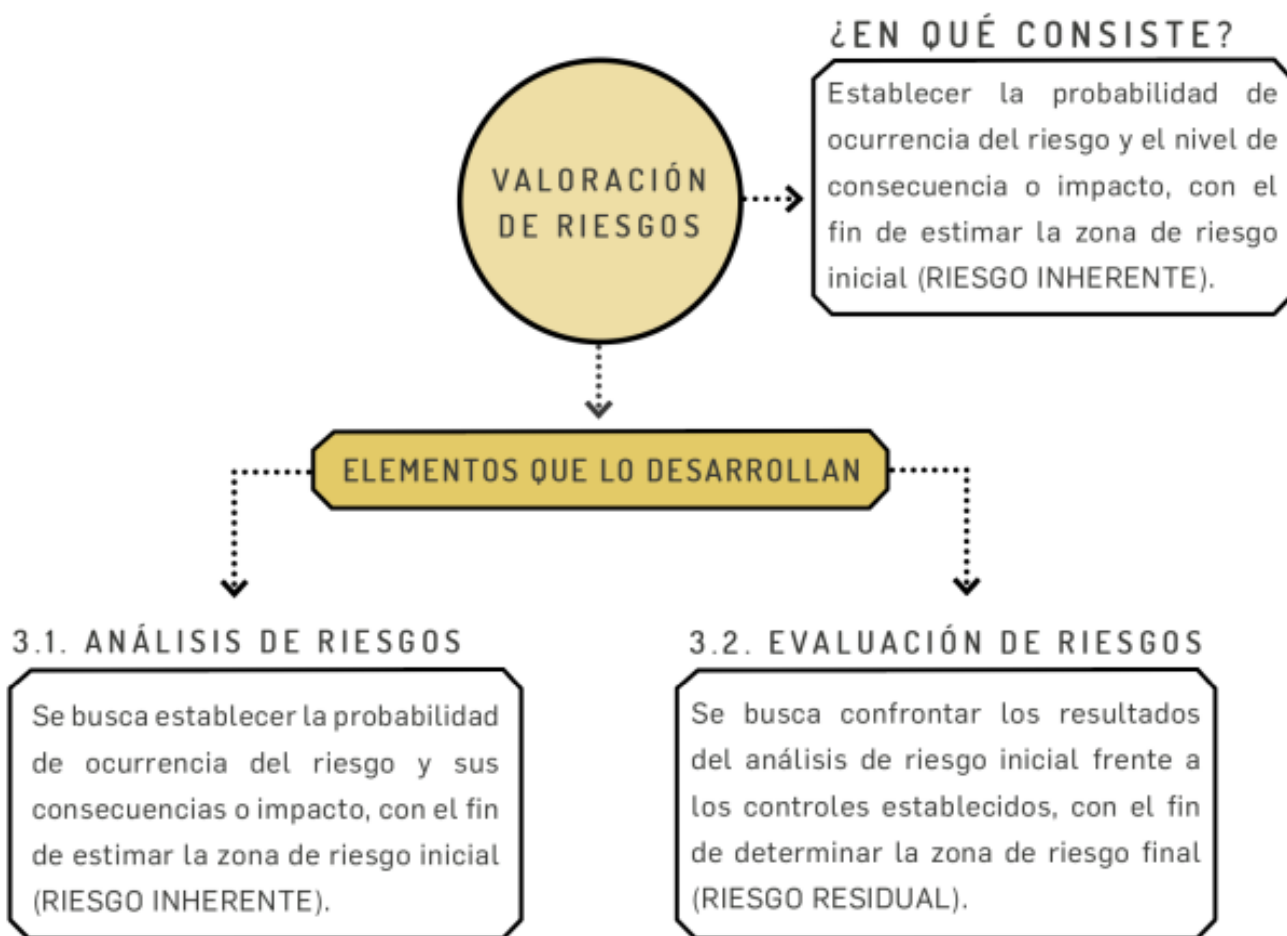 ¿EN QUÉ CONSISTE?
Establecer la probabilidad de
ocurrencia del riesgo y el nivel de
consecuencia o impacto, con el
fin de estimar la zona de riesgo
inicial (RIESGO INHERENTE).
VALORACIÓN
DE RIESGOS
ELEMENTOS QUE LO DESARROLLAN
3.1. ANÁLISIS DE RIESGOS
Se busca establecer la probabilidad
de ocurrencia del riesgo y sus
consecuencias o impacto, con el fin
de estimar la zona de riesgo inicial
(RIESGO INHERENTE).
3.2. EVALUACIÓN DE RIESGOS
Se busca confrontar los resultados
del análisis de riesgo inicial frente a
los controles establecidos, con el fin
de determinar la zona de riesgo final
(RIESGO RESIDUAL).